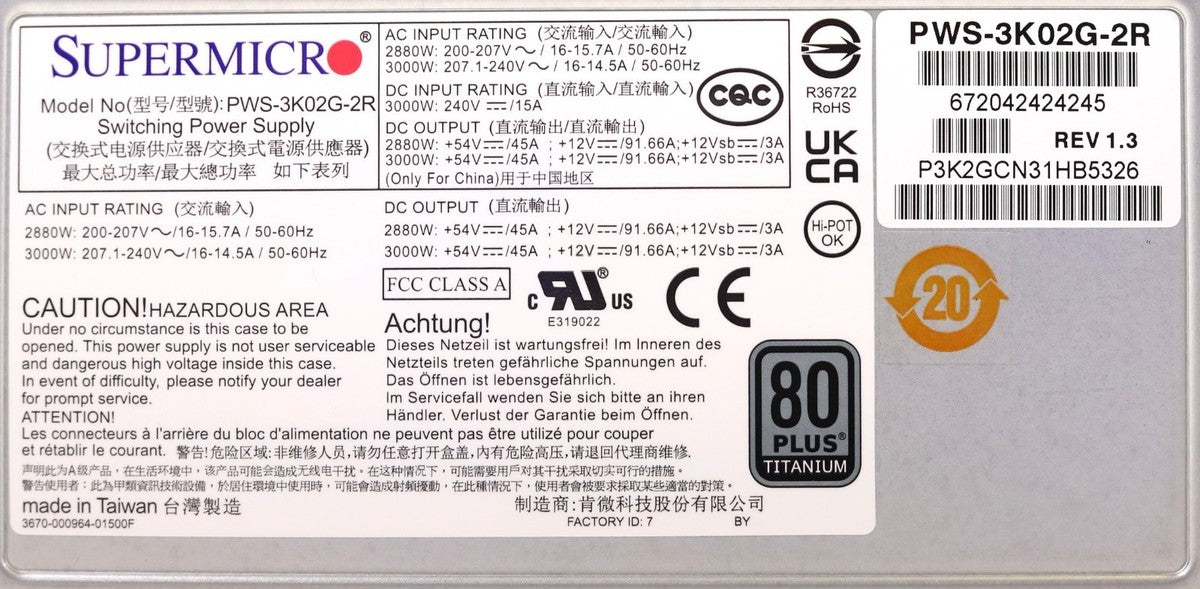 SUPERMICRO®
Model No(型号/型號): PWS-3K02G-2R
Switching Power Supply
(交换式电源供应器/交換式電源供應器)
最大总功率/最大總功率 如下表列
AC INPUT RATING (交流输入/交流輸入)
2880W: 200-207V～/ 16-15.7A / 50-60Hz
3000W: 207.1-240V～/ 16-14.5A / 50-60Hz
DC INPUT RATING (直流输入/直流輸入)
3000W: 240V ⎓/15A
DC OUTPUT (直流输出/直流輸出)
2880W: +54V⎓/45A ; +12V⎓/91.66A;+12Vsb⎓/3A
3000W: +54V⎓/45A ; +12V⎓/91.66A;+12Vsb⎓/3A
(Only For China)用于中国地区
CQC
R36722
RoHS
UK
CA
Hi-POT
OK
PWS-3K02G-2R
672042424245
REV 1.3
P3K2GCN31HB5326
AC INPUT RATING (交流輸入)
2880W: 200-207V～/16-15.7A / 50-60Hz
3000W: 207.1-240V～/16-14.5A / 50-60Hz
DC OUTPUT (直流輸出)
2880W: +54V⎓/45A ; +12V⎓/91.66A;+12Vsb⎓/3A
3000W: +54V⎓/45A ; +12V⎓/91.66A;+12Vsb⎓/3A
FCC CLASS A
c RU® US
E319022
CE
20
CAUTION! HAZARDOUS AREA
Under no circumstance is this case to be
opened. This power supply is not user serviceable
and dangerous high voltage inside this case.
In event of difficulty, please notify your dealer
for prompt service.
Achtung!
Dieses Netzeil ist wartungsfrei! Im Inneren des
Netzteils treten gefährliche Spannungen auf.
Das Öffnen ist lebensgefährlich.
Im Servicefall wenden Sie sich bitte an ihren
Händler. Verlust der Garantie beim Öffnen.
80
PLUS®
TITANIUM
ATTENTION!
Les connecteurs à l'arrière du bloc d'alimentation ne peuvent pas être utilizé pour couper
et rétablir le courant. 警告!危险区域: 非维修人员,请勿任意打开盒盖,内有危险高压,请退回代理商维修.
声明此为A级产品，在生活环境中，该产品可能会造成无线电干扰。在这种情况下，可能需要用戶对其干扰采取切实可行的措施。
警告使用者：此為甲類資訊技術設備，於居住環境中使用時，可能會造成射頻擾動，在此種情況下，使用者會被要求採取某些適當的對策。
made in Taiwan 台灣製造
制造商: 肯微科技股份有限公司
3670-000964-01500F
FACTORY ID: 7 BY